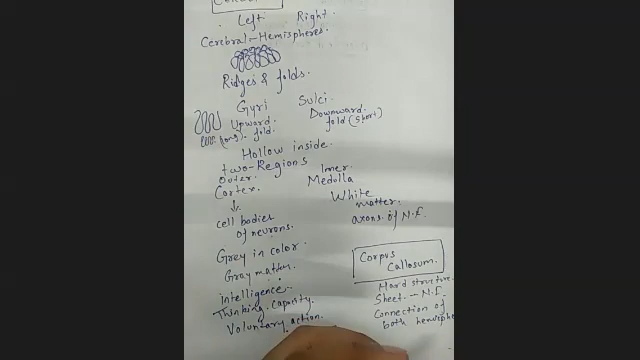 Left Right
Cerebral-Hemispheres.
Ridges & folds.
Gyri Sulci.
Upward. Downward.
(long). fold. fold (Short)
Hollow inside.
two-Regions
Outer. Inner.
Cortex. Medulla
White
matter.
cell bodies axons of N.F.
of neurons.
Grey in color.
Gray matter.
Intelligence
Thinking. Capacity.
Voluntary action.
Corpus
Callosum.
Hard structure.
Sheet - N.F.
Connection of
both hemisphe